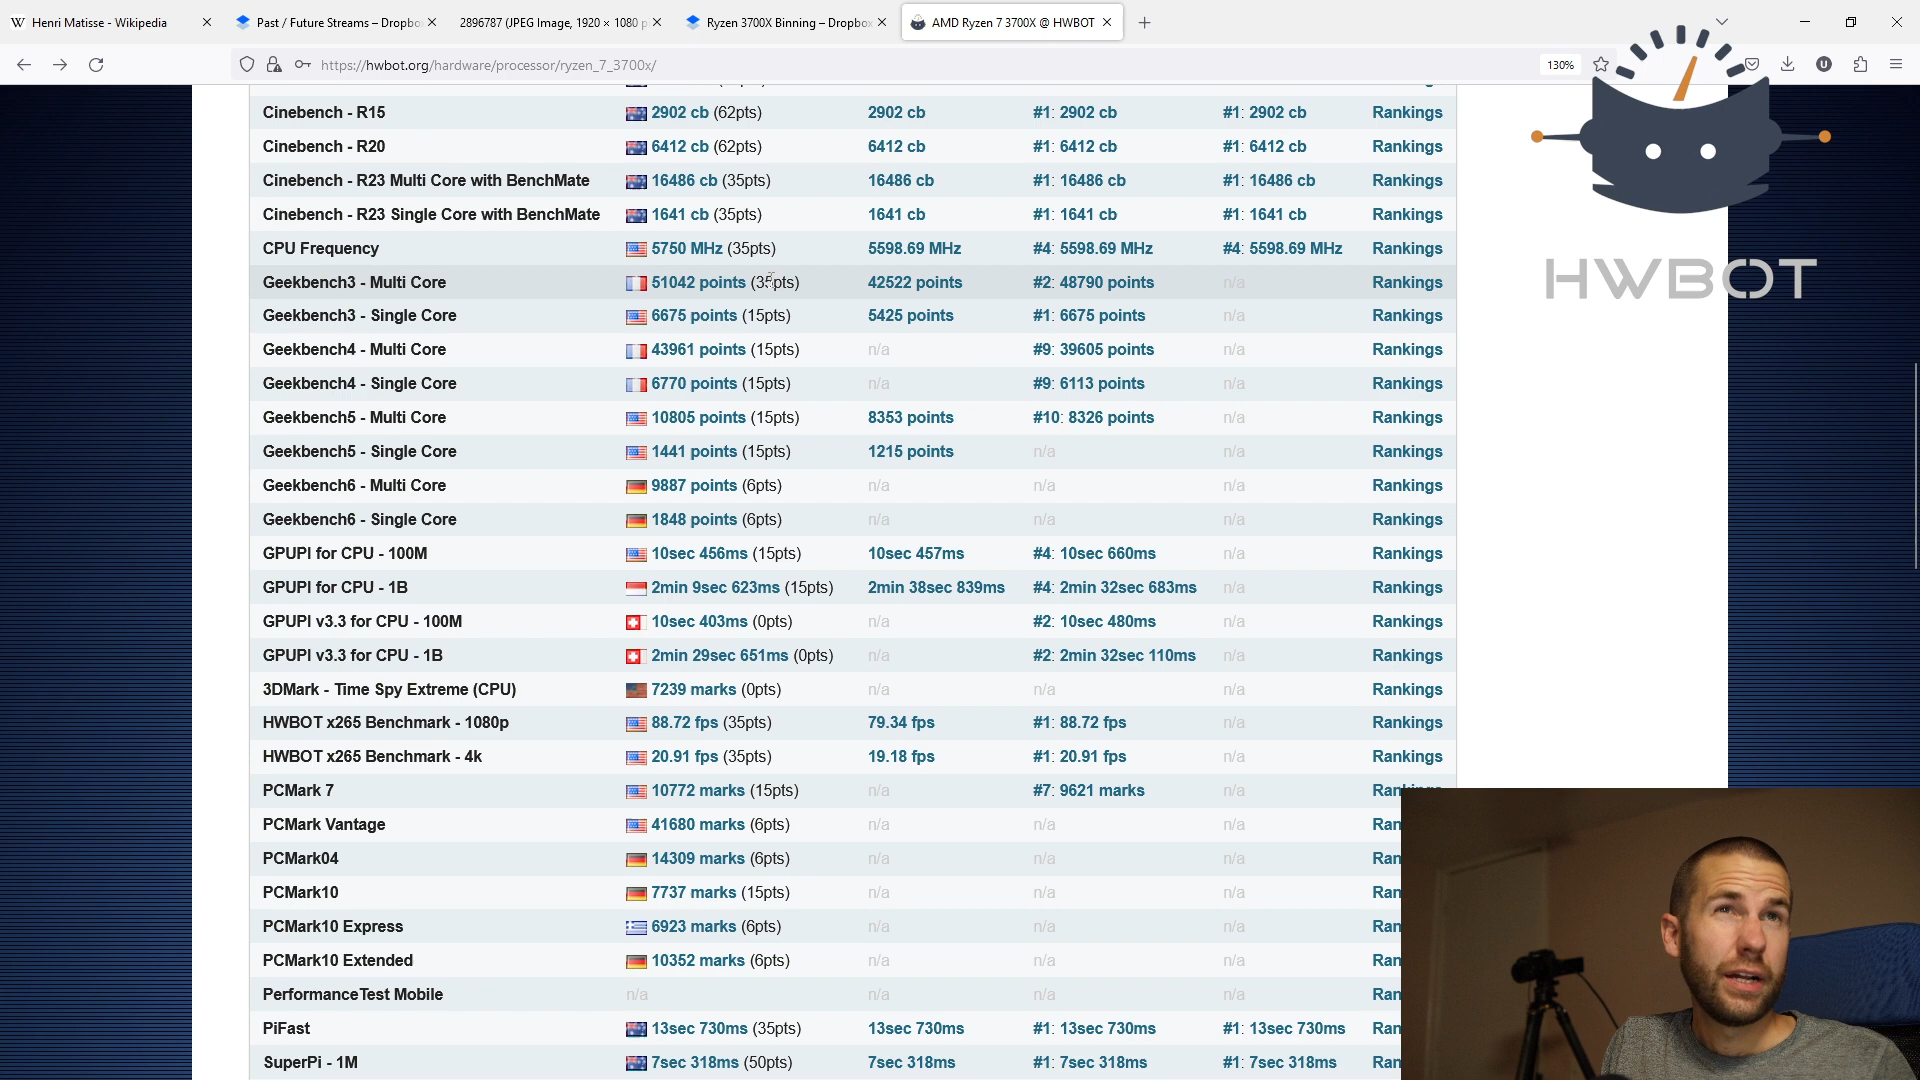 Henri Matisse - Wikipedia
Past / Future Streams – Dropbo
2896787 (JPEG Image, 1920 × 1080 p
Ryzen 3700X Binning – Dropbox
AMD Ryzen 7 3700X @ HWBOT
https://hwbot.org/hardware/processor/ryzen_7_3700x/
130%
Cinebench - R15 2902 cb (62pts) 2902 cb #1: 2902 cb #1: 2902 cb Rankings
Cinebench - R20 6412 cb (62pts) 6412 cb #1: 6412 cb #1: 6412 cb Rankings
Cinebench - R23 Multi Core with BenchMate 16486 cb (35pts) 16486 cb #1: 16486 cb #1: 16486 cb Rankings
Cinebench - R23 Single Core with BenchMate 1641 cb (35pts) 1641 cb #1: 1641 cb #1: 1641 cb Rankings
CPU Frequency 5750 MHz (35pts) 5598.69 MHz #4: 5598.69 MHz #4: 5598.69 MHz Rankings
Geekbench3 - Multi Core 51042 points (35pts) 42522 points #2: 48790 points n/a Rankings
Geekbench3 - Single Core 6675 points (15pts) 5425 points #1: 6675 points n/a Rankings
Geekbench4 - Multi Core 43961 points (15pts) n/a #9: 39605 points n/a Rankings
Geekbench4 - Single Core 6770 points (15pts) n/a #9: 6113 points n/a Rankings
Geekbench5 - Multi Core 10805 points (15pts) 8353 points #10: 8326 points n/a Rankings
Geekbench5 - Single Core 1441 points (15pts) 1215 points n/a n/a Rankings
Geekbench6 - Multi Core 9887 points (6pts) n/a n/a n/a Rankings
Geekbench6 - Single Core 1848 points (6pts) n/a n/a n/a Rankings
GPUPI for CPU - 100M 10sec 456ms (15pts) 10sec 457ms #4: 10sec 660ms n/a Rankings
GPUPI for CPU - 1B 2min 9sec 623ms (15pts) 2min 38sec 839ms #4: 2min 32sec 683ms n/a Rankings
GPUPI v3.3 for CPU - 100M 10sec 403ms (0pts) n/a #2: 10sec 480ms n/a Rankings
GPUPI v3.3 for CPU - 1B 2min 29sec 651ms (0pts) n/a #2: 2min 32sec 110ms n/a Rankings
3DMark - Time Spy Extreme (CPU) 7239 marks (0pts) n/a n/a n/a Rankings
HWBOT x265 Benchmark - 1080p 88.72 fps (35pts) 79.34 fps #1: 88.72 fps n/a Rankings
HWBOT x265 Benchmark - 4k 20.91 fps (35pts) 19.18 fps #1: 20.91 fps n/a Rankings
PCMark 7 10772 marks (15pts) n/a #7: 9621 marks n/a Rankings
PCMark Vantage 41680 marks (6pts) n/a n/a n/a Ran
PCMark04 14309 marks (6pts) n/a n/a n/a Ran
PCMark10 7737 marks (15pts) n/a n/a n/a Ran
PCMark10 Express 6923 marks (6pts) n/a n/a n/a Ran
PCMark10 Extended 10352 marks (6pts) n/a n/a n/a Ran
PerformanceTest Mobile n/a n/a n/a n/a Ran
PiFast 13sec 730ms (35pts) 13sec 730ms #1: 13sec 730ms #1: 13sec 730ms Ran
SuperPi - 1M 7sec 318ms (50pts) 7sec 318ms #1: 7sec 318ms #1: 7sec 318ms Ran
HWBOT